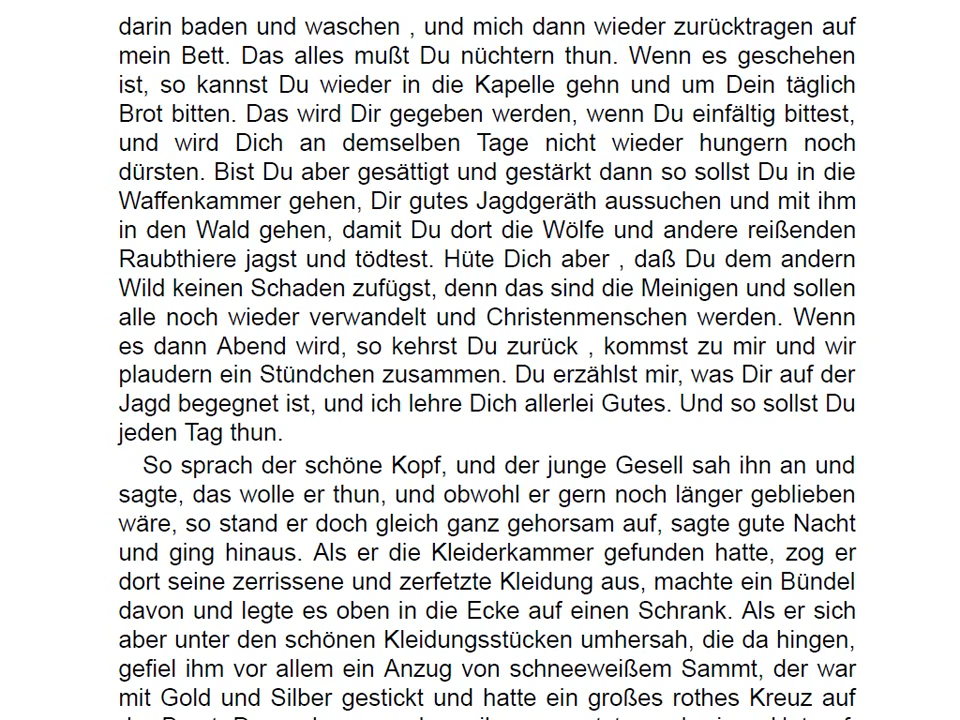 darin baden und waschen , und mich dann wieder zurücktragen auf
mein Bett. Das alles mußt Du nüchtern thun. Wenn es geschehen
ist, so kannst Du wieder in die Kapelle gehn und um Dein täglich
Brot bitten. Das wird Dir gegeben werden, wenn Du einfältig bittest,
und wird Dich an demselben Tage nicht wieder hungern noch
dürsten. Bist Du aber gesättigt und gestärkt dann so sollst Du in die
Waffenkammer gehen, Dir gutes Jagdgeräth aussuchen und mit ihm
in den Wald gehen, damit Du dort die Wölfe und andere reißenden
Raubthiere jagst und tödtest. Hüte Dich aber , daß Du dem andern
Wild keinen Schaden zufügst, denn das sind die Meinigen und sollen
alle noch wieder verwandelt und Christenmenschen werden. Wenn
es dann Abend wird, so kehrst Du zurück , kommst zu mir und wir
plaudern ein Stündchen zusammen. Du erzählst mir, was Dir auf der
Jagd begegnet ist, und ich lehre Dich allerlei Gutes. Und so sollst Du
jeden Tag thun.
So sprach der schöne Kopf, und der junge Gesell sah ihn an und
sagte, das wolle er thun, und obwohl er gern noch länger geblieben
wäre, so stand er doch gleich ganz gehorsam auf, sagte gute Nacht
und ging hinaus. Als er die Kleiderkammer gefunden hatte, zog er
dort seine zerrissene und zerfetzte Kleidung aus, machte ein Bündel
davon und legte es oben in die Ecke auf einen Schrank. Als er sich
aber unter den schönen Kleidungsstücken umhersah, die da hingen,
gefiel ihm vor allem ein Anzug von schneeweißem Sammt, der war
mit Gold und Silber gestickt und hatte ein großes rothes Kreuz auf